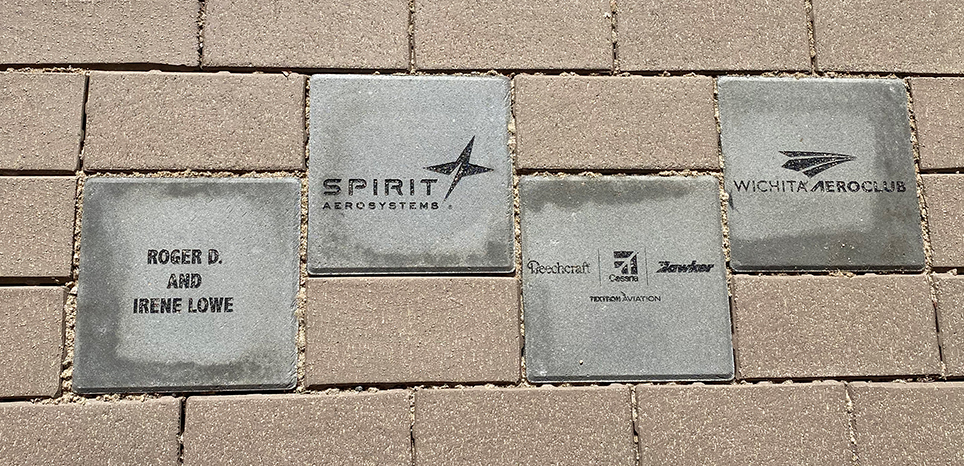 ROGER D.
AND
IRENE LOWE
SPIRIT
AEROSYSTEMS ®
Beechcraft Cessna Hawker
TEXTRON AVIATION
WICHITA AEROCLUB